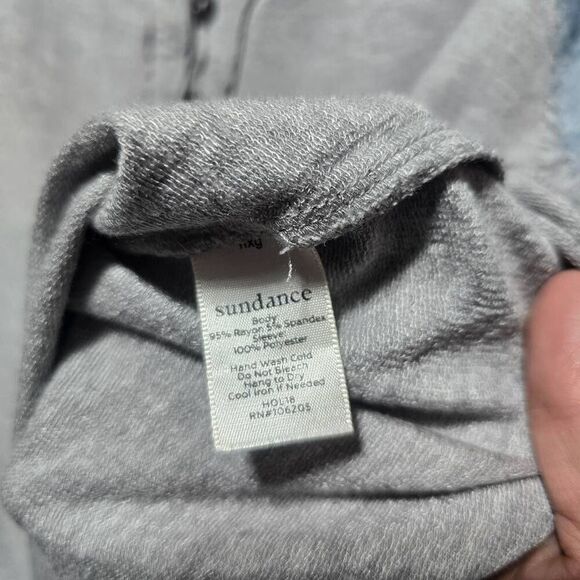 sundance
Body
95% Rayon 5% Spandex
Sleeve
100% Polyester
Hand Wash Cold
Do Not Bleach
Hang to Dry
Cool Iron if Needed
HOL18
RN#106205